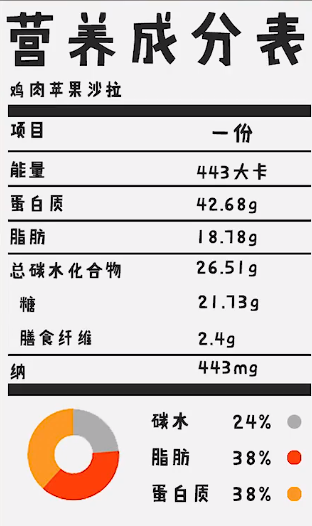 营养成分表
鸡肉苹果沙拉
项目 一份
能量 443大卡
蛋白质 42.68g
脂肪 18.78g
总碳水化合物 26.51g
糖 21.73g
膳食纤维 2.4g
纳 443mg
碳水 24%
脂肪 38%
蛋白质 38%